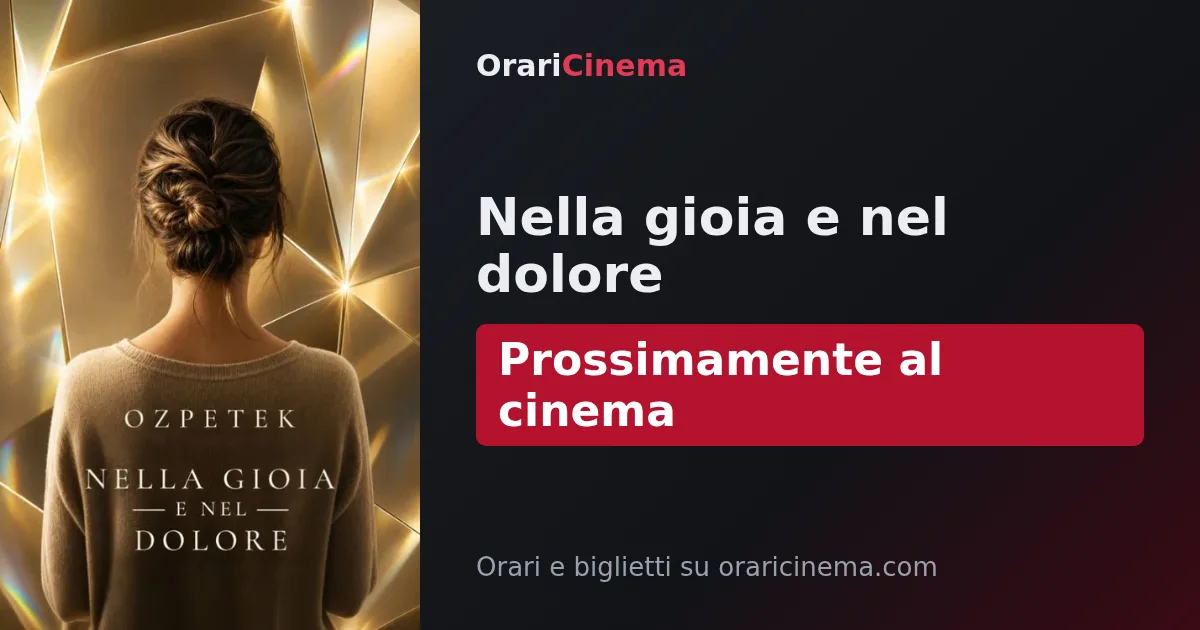 OZPETEK
NELLA GIOIA
E NEL
DOLORE
OrariCinema
Nella gioia e nel
dolore
Prossimamente al
cinema
Orari e biglietti su oraricinema.com